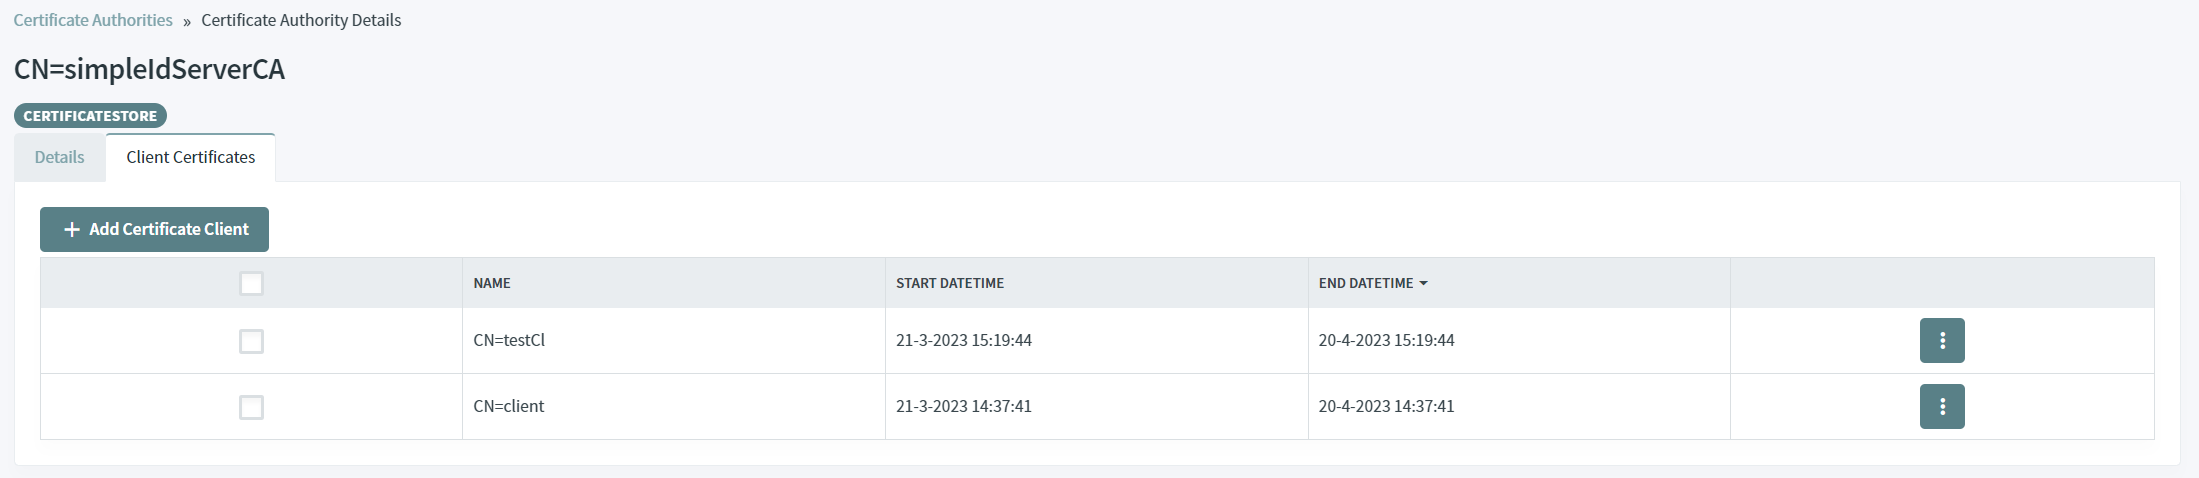 Certificate Authorities » Certificate Authority Details
CN=simpleIdServerCA
CERTIFICATESTORE
Details Client Certificates
+ Add Certificate Client
NAME START DATETIME END DATETIME
CN=testCl 21-3-2023 15:19:44 20-4-2023 15:19:44
CN=client 21-3-2023 14:37:41 20-4-2023 14:37:41